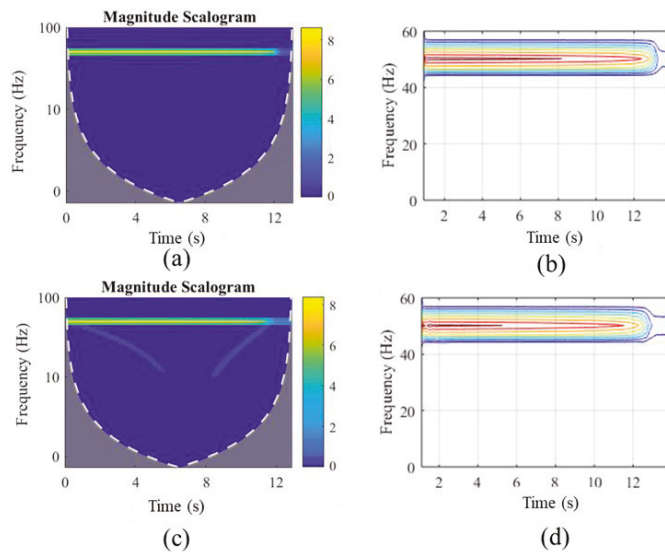 Magnitude Scalogram
100
10
0
Frequency (Hz)
0 4 8 12
Time (s)
8
6
4
2
0
(a)
60
40
20
0
Frequency (Hz)
2 4 6 8 10 12
Time (s)
(b)
Magnitude Scalogram
100
10
0
Frequency (Hz)
0 4 8 12
Time (s)
8
6
4
2
0
(c)
60
40
20
0
Frequency (Hz)
2 4 6 8 10 12
Time (s)
(d)